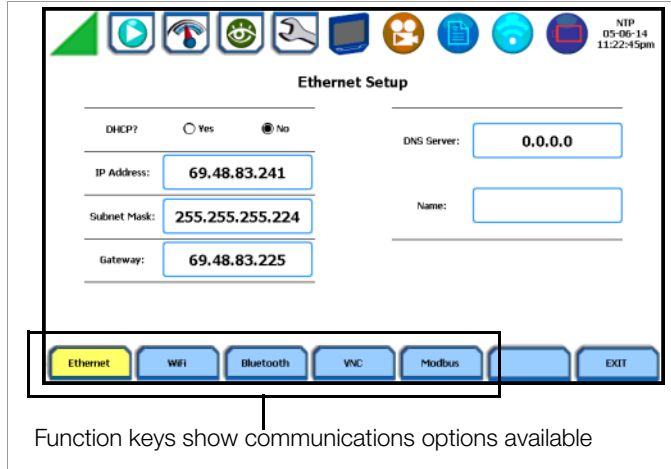 NTP
05-06-14
11:22:45pm
Ethernet Setup
DHCP? Yes No
IP Address: 69.48.83.241
Subnet Mask: 255.255.255.224
Gateway: 69.48.83.225
DNS Server: 0.0.0.0
Name:
Ethernet WiFi Bluetooth VNC Modbus EXIT
Function keys show communications options available